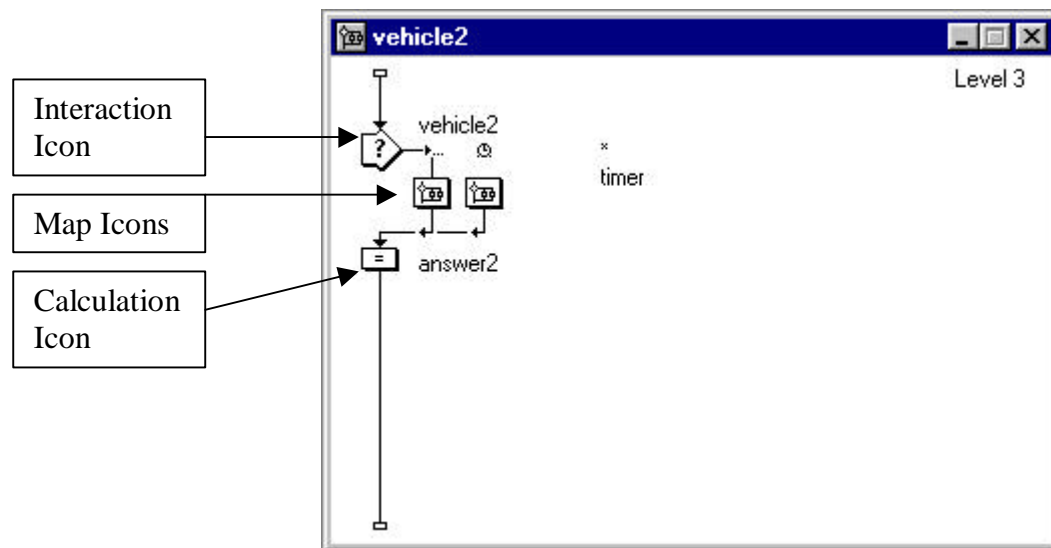 vehicle2
Level 3
Interaction
Icon
vehicle2
?
...
×
timer
Map Icons
=
answer2
Calculation
Icon